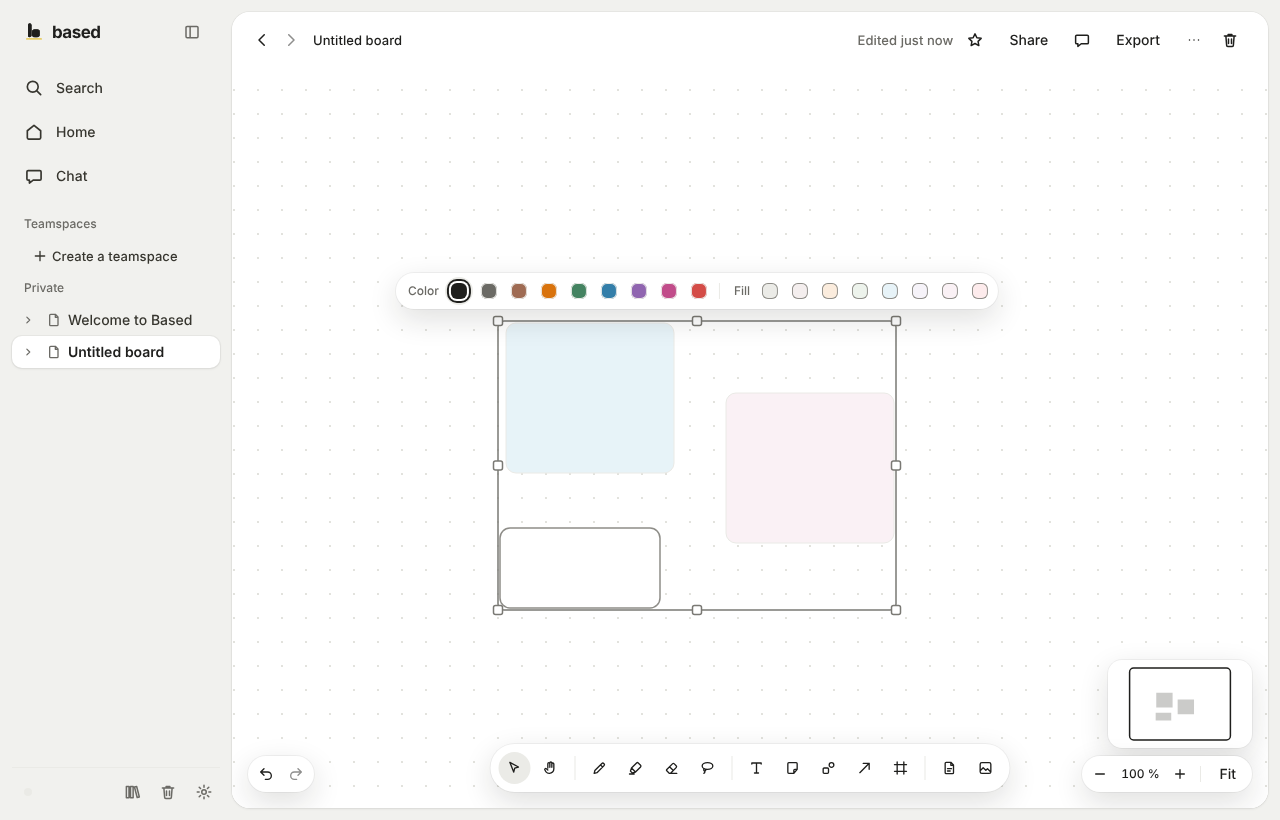 based
Untitled board
Edited just now
Share
Export
Search
Home
Chat
Teamspaces
Create a teamspace
Private
Welcome to Based
Untitled board
Color
Fill
100 %
Fit